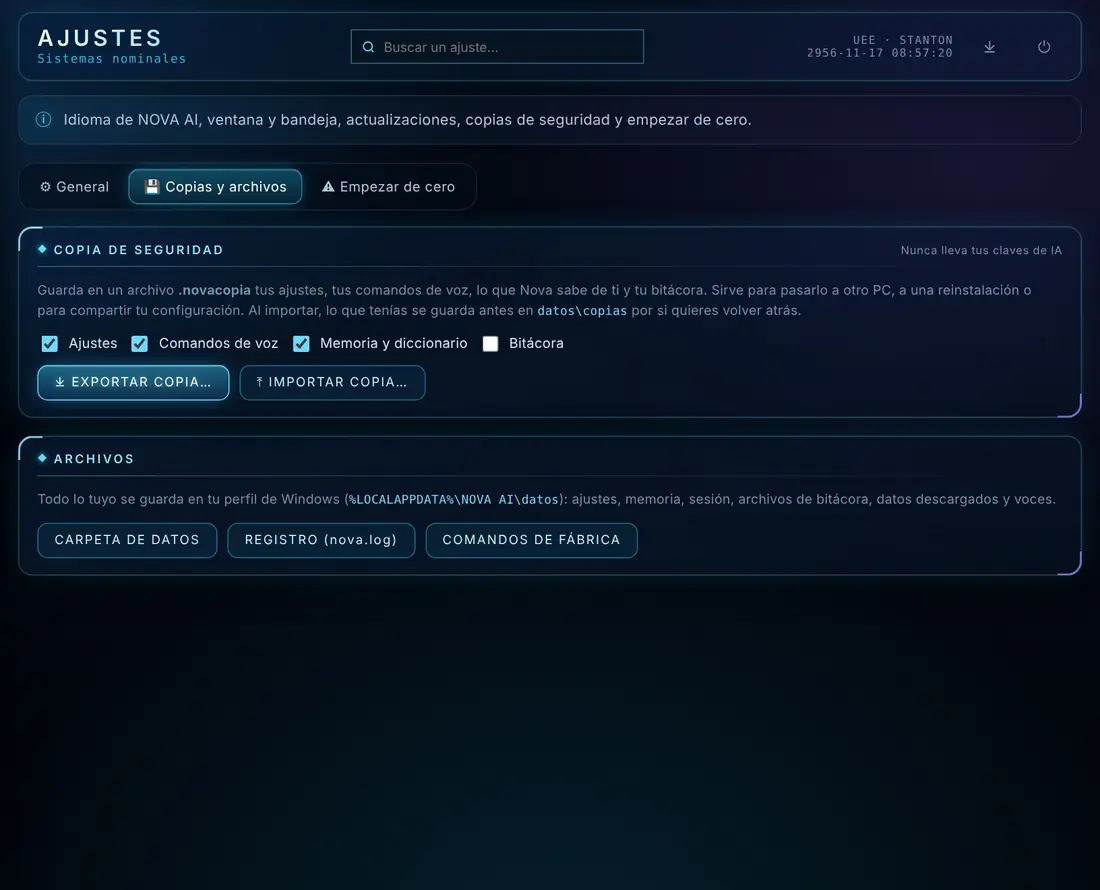 AJUSTES
Sistemas nominales
Buscar un ajuste...
UEE · STANTON
2956-11-17 08:57:20
Idioma de NOVA AI, ventana y bandeja, actualizaciones, copias de seguridad y empezar de cero.
General
Copias y archivos
Empezar de cero
COPIA DE SEGURIDAD
Nunca lleva tus claves de IA
Guarda en un archivo .novacopia tus ajustes, tus comandos de voz, lo que Nova sabe de ti y tu bitácora. Sirve para pasarlo a otro PC, a una reinstalación o
para compartir tu configuración. Al importar, lo que tenías se guarda antes en datos\copias por si quieres volver atrás.
Ajustes
Comandos de voz
Memoria y diccionario
Bitácora
EXPORTAR COPIA...
IMPORTAR COPIA...
ARCHIVOS
Todo lo tuyo se guarda en tu perfil de Windows (%LOCALAPPDATA%\NOVA AI\datos): ajustes, memoria, sesión, archivos de bitácora, datos descargados y voces.
CARPETA DE DATOS
REGISTRO (nova.log)
COMANDOS DE FÁBRICA